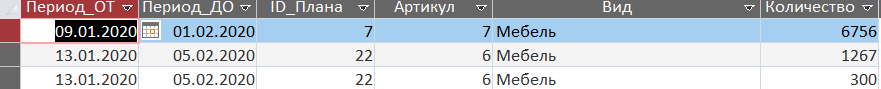 Период_ОТ Период_ДО ID_Плана Артикул Вид Количество
09.01.2020 01.02.2020 7 7 Мебель 6756
13.01.2020 05.02.2020 22 6 Мебель 1267
13.01.2020 05.02.2020 22 6 Мебель 300